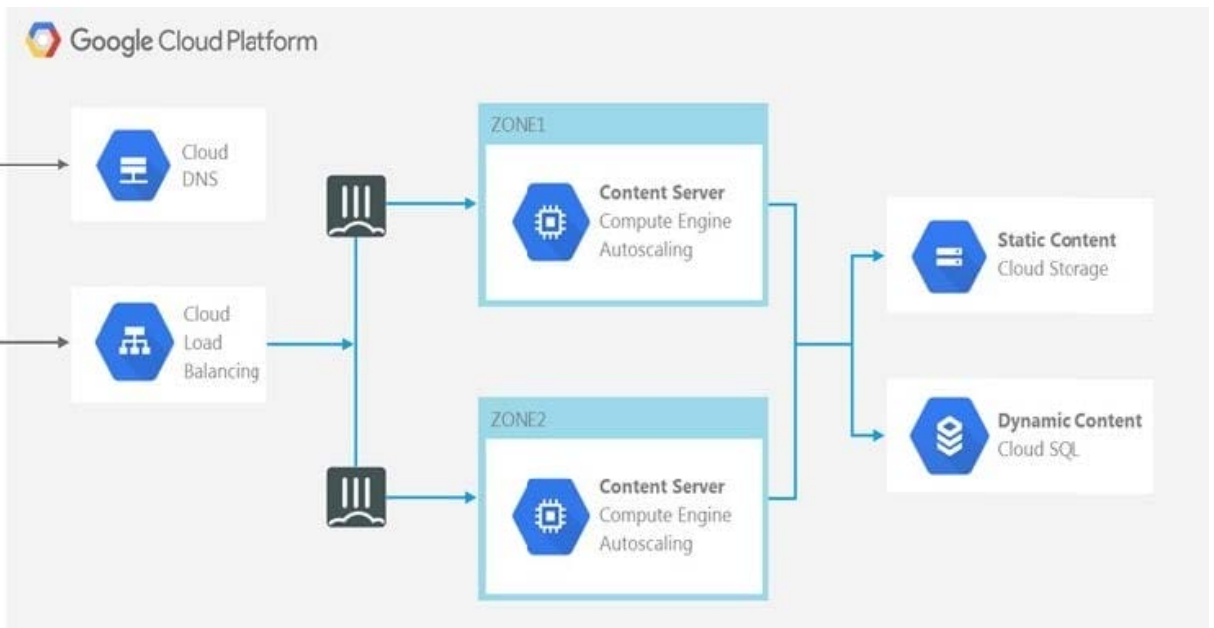 Google Cloud Platform
Cloud
DNS
Cloud
Load
Balancing
ZONE1
Content Server
Compute Engine
Autoscaling
ZONE2
Content Server
Compute Engine
Autoscaling
Static Content
Cloud Storage
Dynamic Content
Cloud SQL